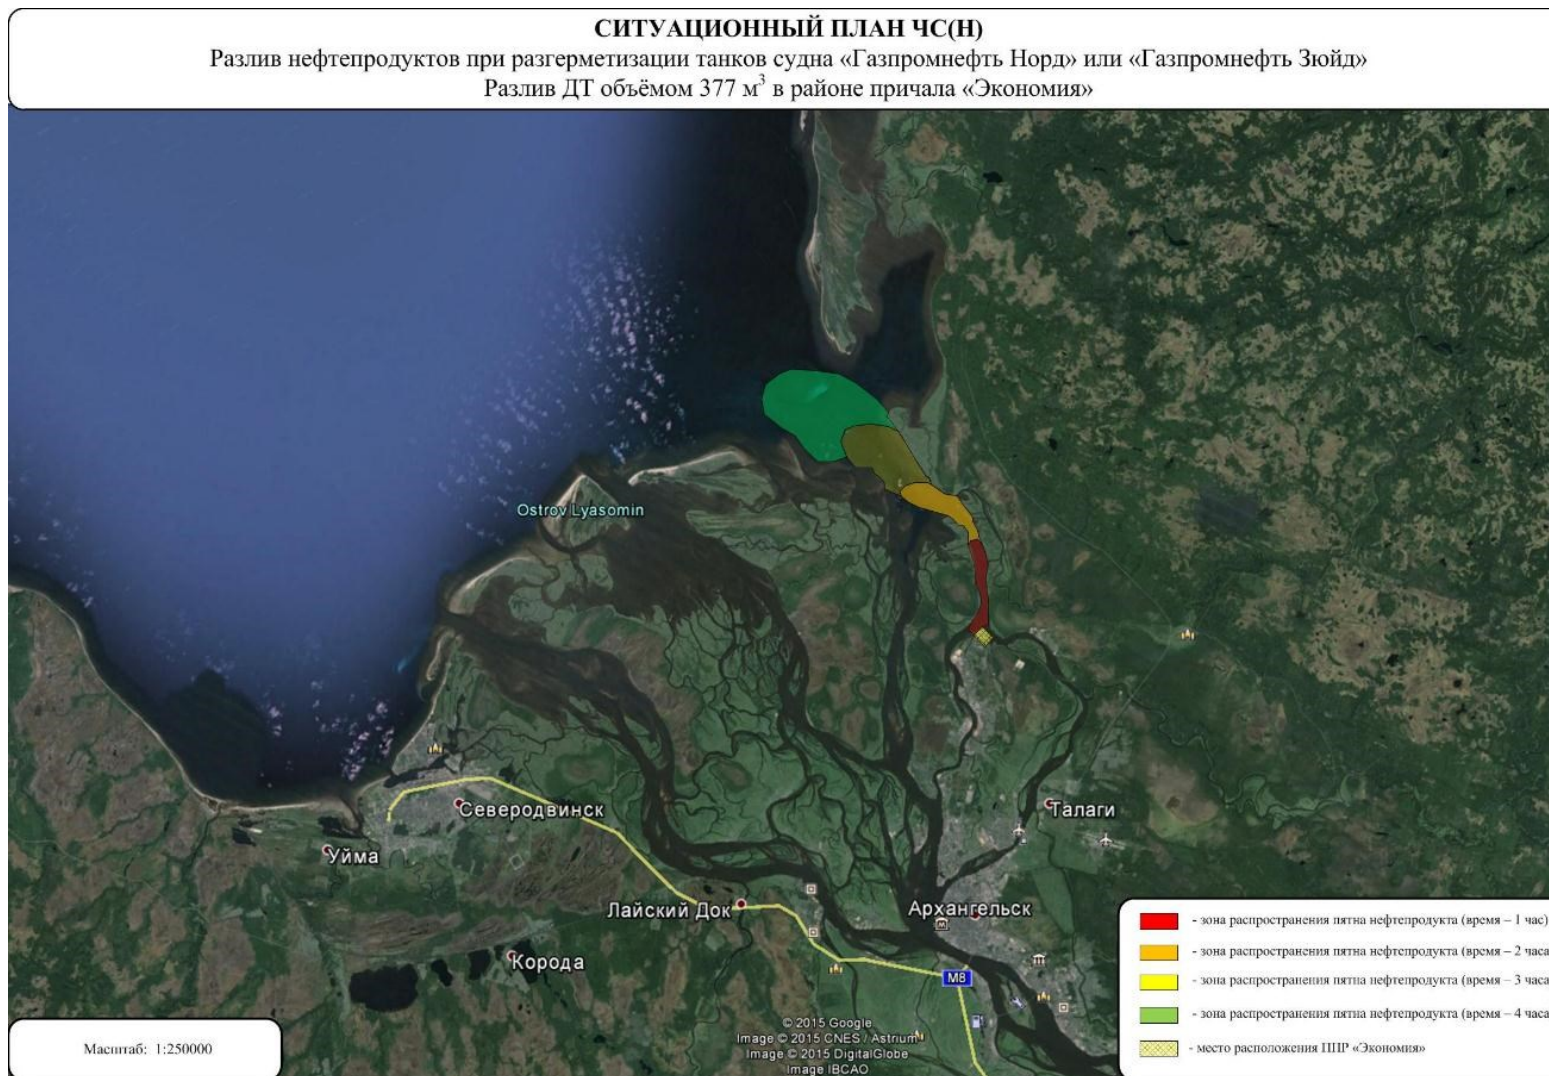 СИТУАЦИОННЫЙ ПЛАН ЧС(Н)
Разлив нефтепродуктов при разгерметизации танков судна «Газпромнефть Норд» или «Газпромнефть Зюйд»
Разлив ДТ объёмом 377 м³ в районе причала «Экономия»
Ostrov Lyasomin
Северодвинск
Талаги
Уйма
Лайский Док
Архангельск
Корода
М8
© 2015 Google
Image © 2015 CNES / Astrium
Image © 2015 DigitalGlobe
Image IBCAO
Масштаб: 1:250000
- зона распространения пятна нефтепродукта (время – 1 час)
- зона распространения пятна нефтепродукта (время – 2 часа
- зона распространения пятна нефтепродукта (время – 3 часа
- зона распространения пятна нефтепродукта (время – 4 часа
- место расположения ППР «Экономия»